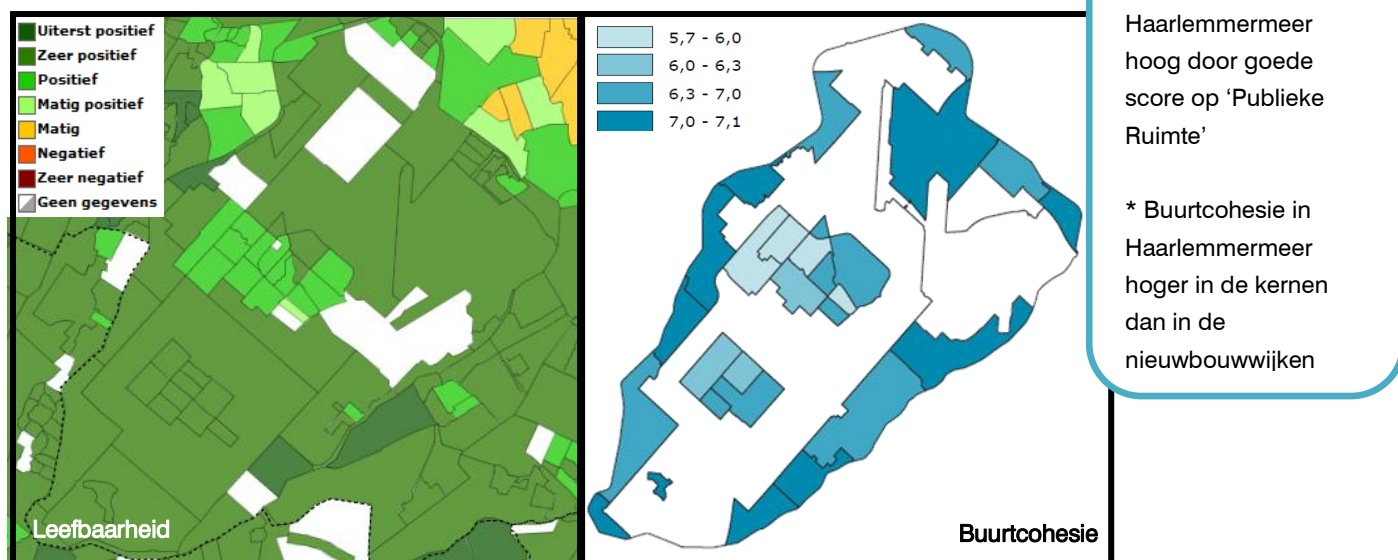 Uiterst positief
Zeer positief
Positief
Matig positief
Matig
Negatief
Zeer negatief
Geen gegevens
Leefbaarheid
5,7 - 6,0
6,0 - 6,3
6,3 - 7,0
7,0 - 7,1
Buurtcohesie
Haarlemmermeer
hoog door goede
score op ‘Publieke
Ruimte’
* Buurtcohesie in
Haarlemmermeer
hoger in de kernen
dan in de
nieuwbouwwijken